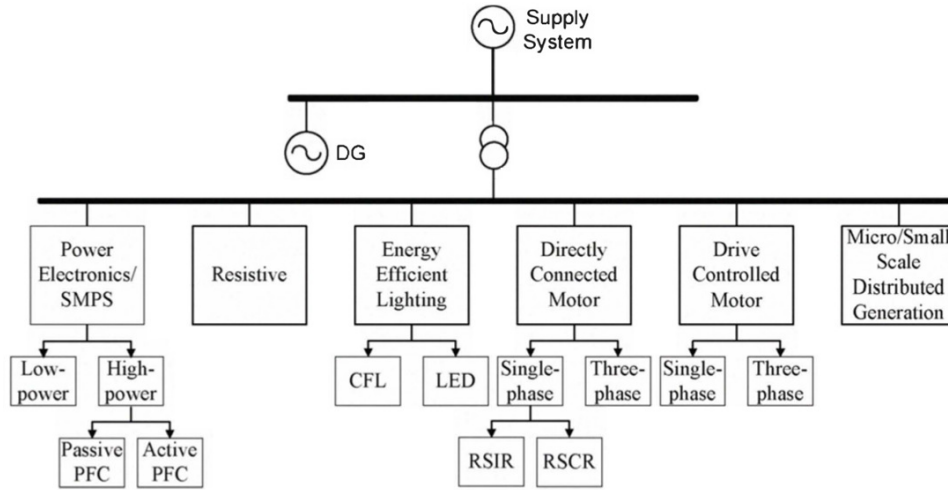 Supply
System
DG
Power
Electronics/
SMPS
Resistive
Energy
Efficient
Lighting
Directly
Connected
Motor
Drive
Controlled
Motor
Micro/Small
Scale
Distributed
Generation
Low-
power
High-
power
CFL
LED
Single-
phase
Three-
phase
Single-
phase
Three-
phase
Passive
PFC
Active
PFC
RSIR
RSCR